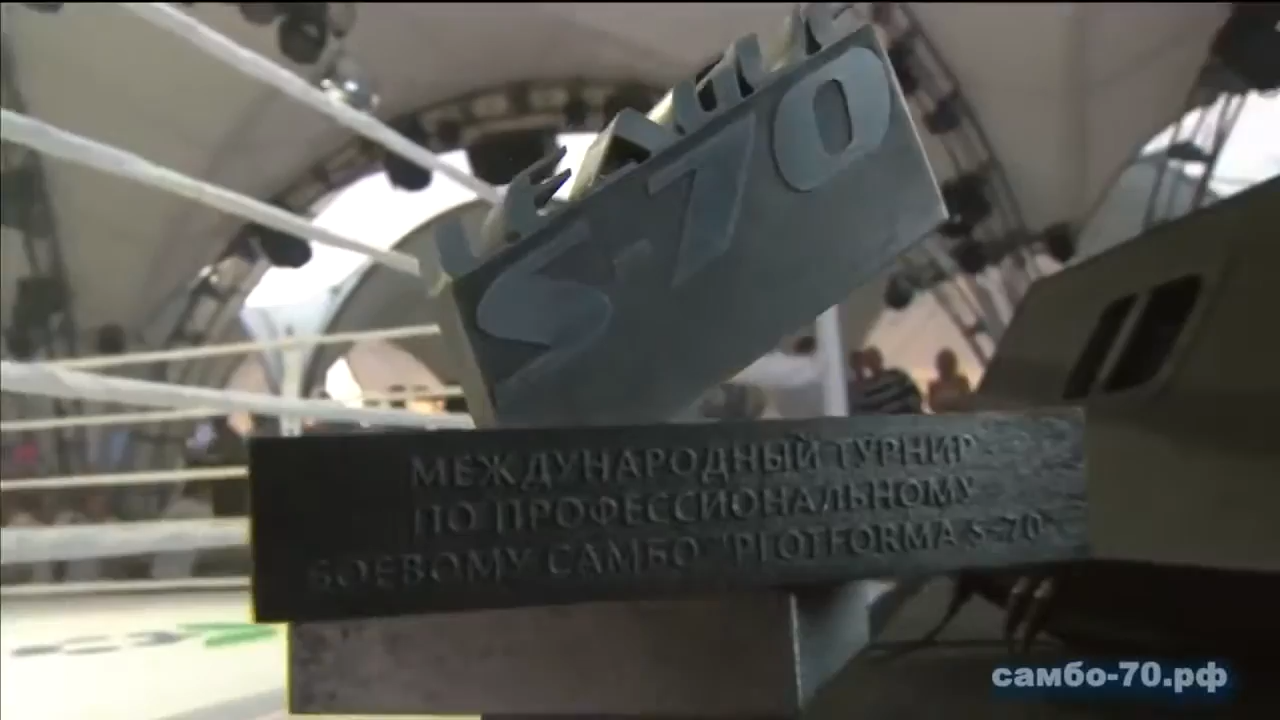 S-70
МЕЖДУНАРОДНЫЙ ТУРНИР
ПО ПРОФЕССИОНАЛЬНОМУ
БОЕВОМУ САМБО "PLOTFORMA S-70"
самбо-70.рф